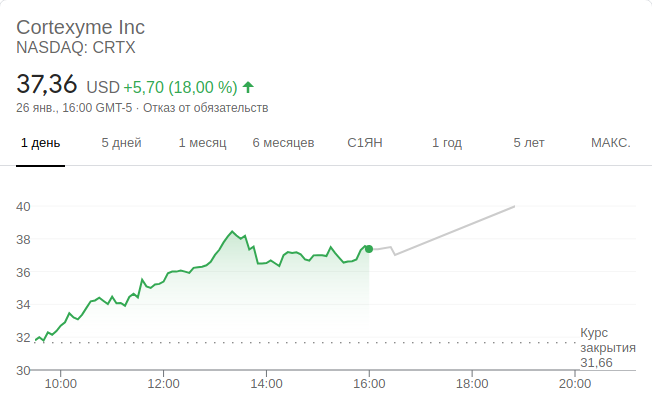 Cortexyme Inc
NASDAQ: CRTX
37,36 USD +5,70 (18,00 %)
26 янв., 16:00 GMT-5 · Отказ от обязательств
1 день 5 дней 1 месяц 6 месяцев С1ЯН 1 год 5 лет МАКС.
40
38
36
34
32
Курс
закрытия
31,66
30
10:00 12:00 14:00 16:00 18:00 20:00